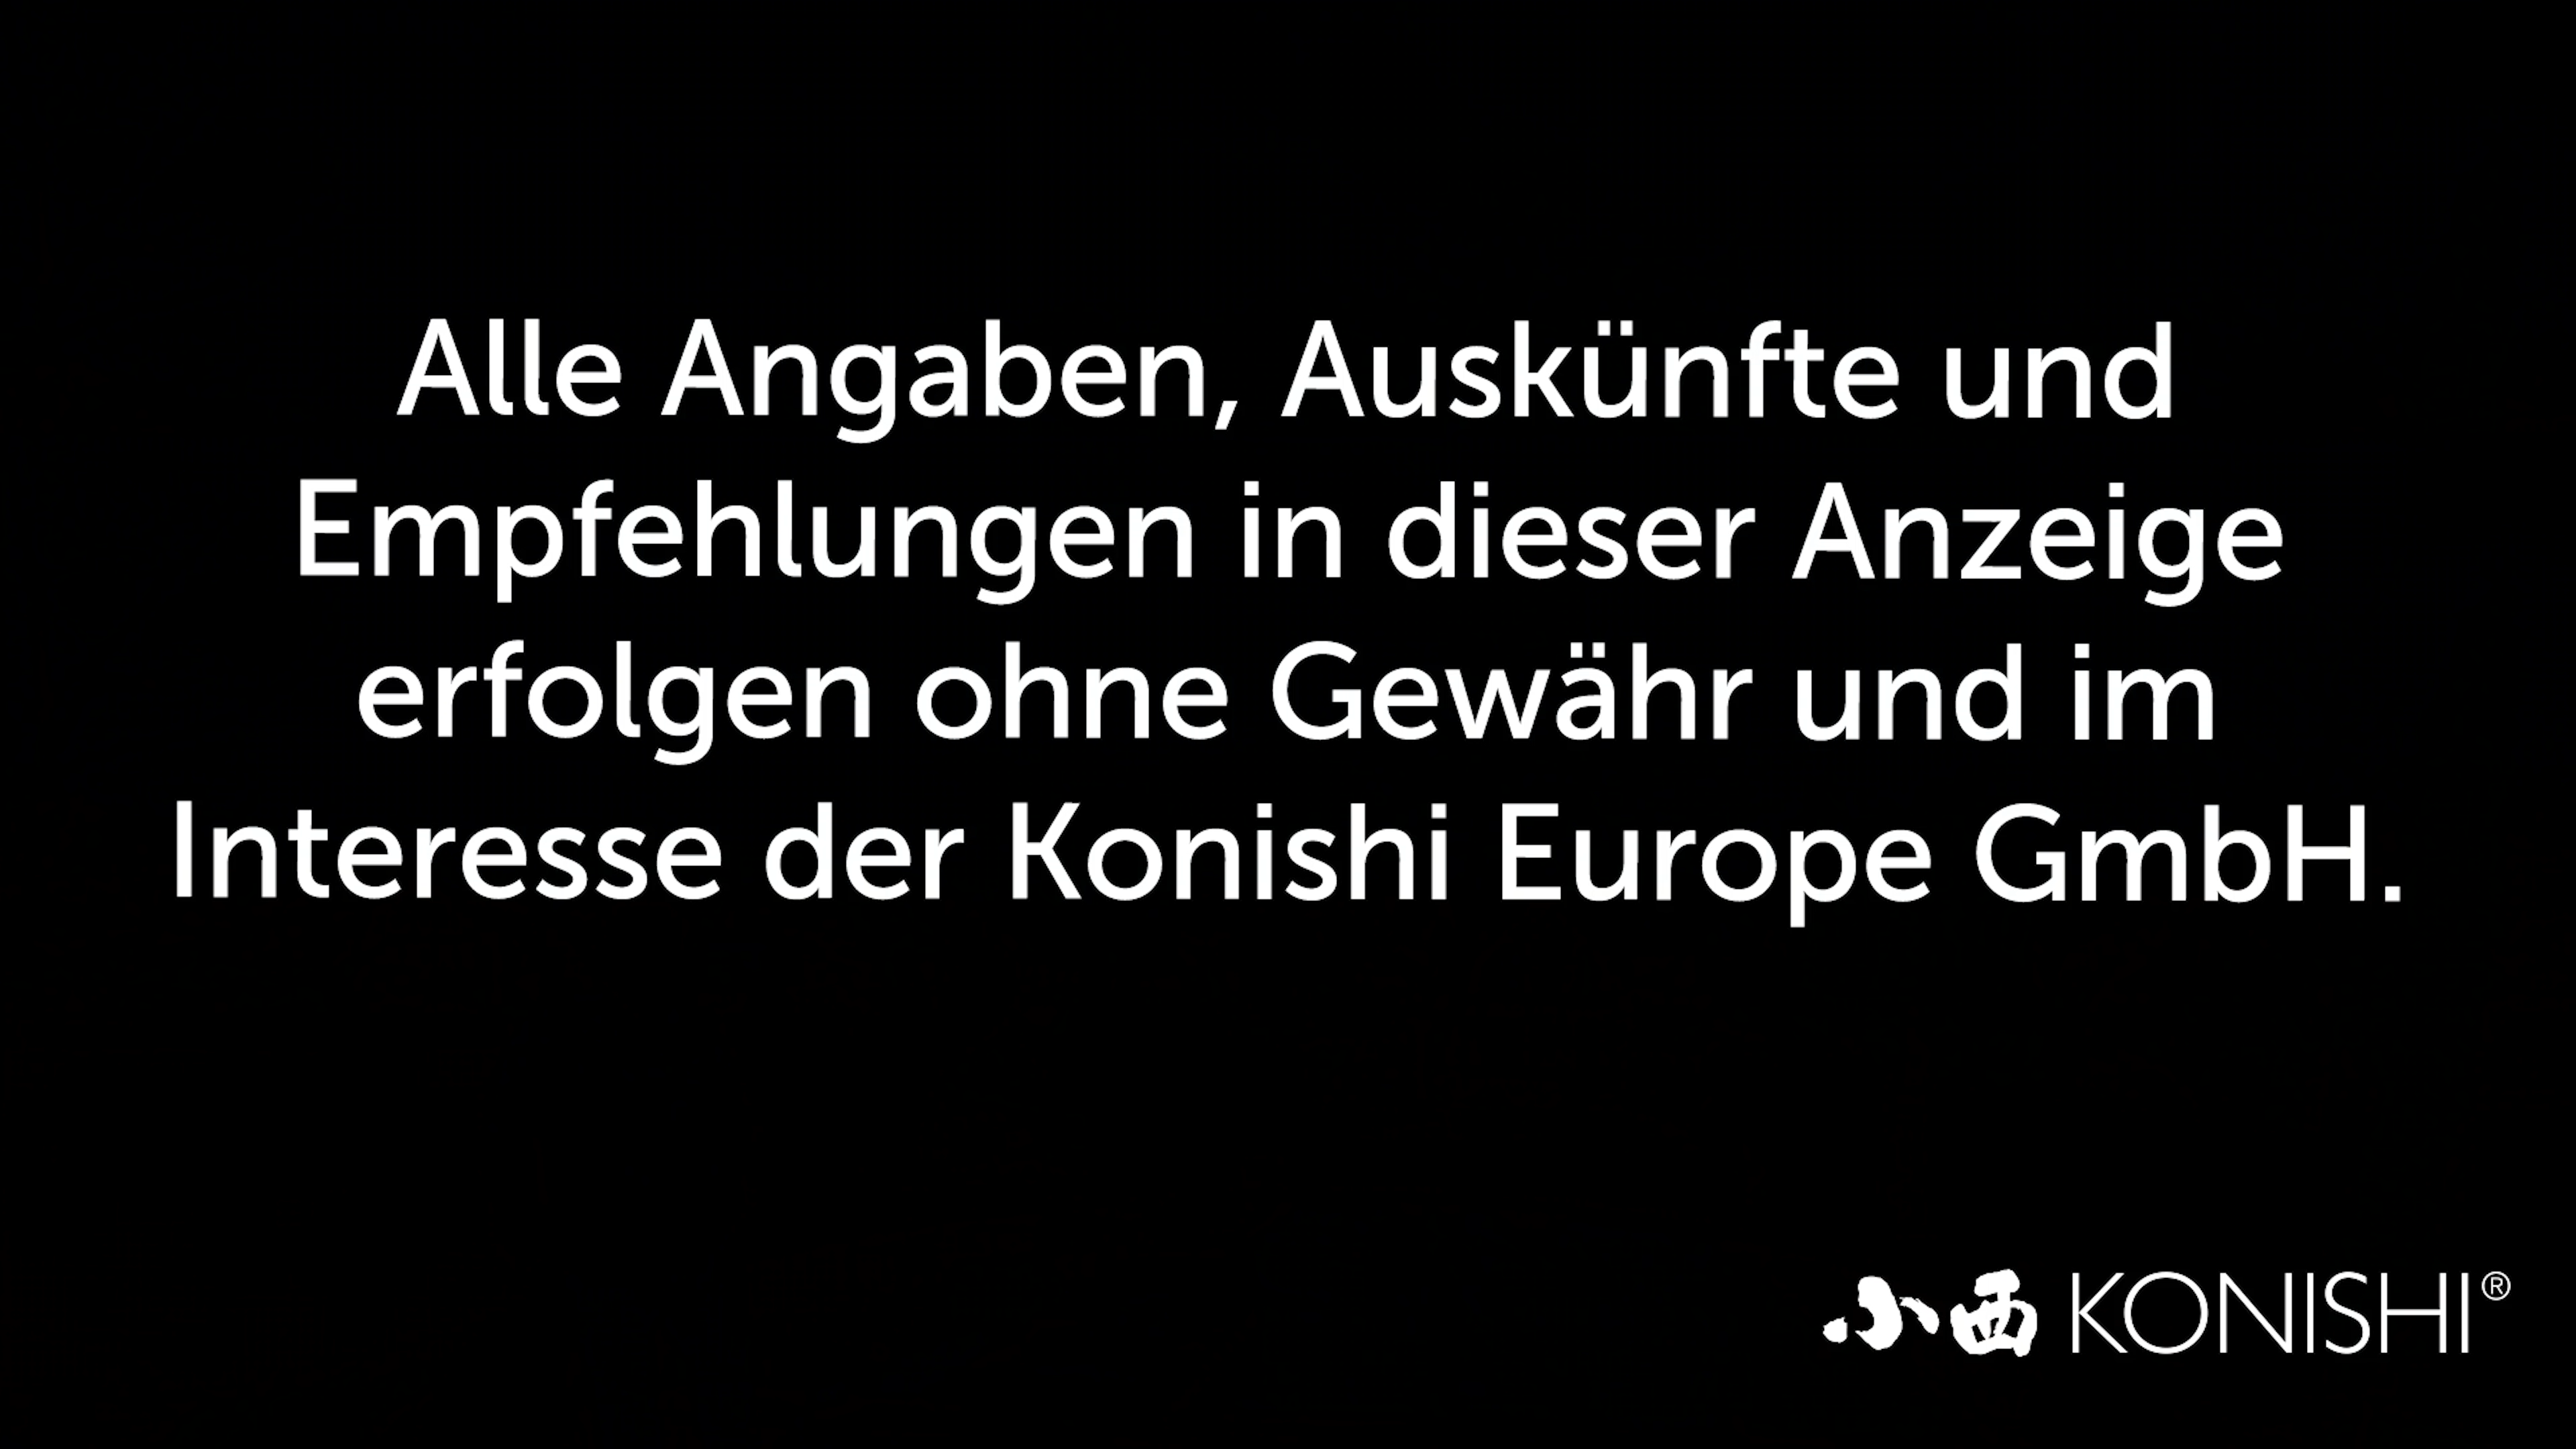 Alle Angaben, Auskünfte und
Empfehlungen in dieser Anzeige
erfolgen ohne Gewähr und im
Interesse der Konishi Europe GmbH.
小西 KONISHI®